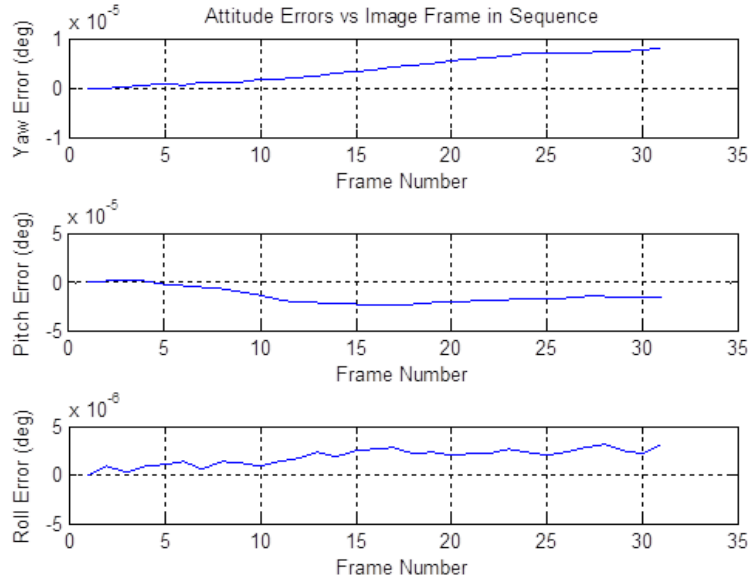 Attitude Errors vs Image Frame in Sequence
x 10^-5
Yaw Error (deg)
1
0
-1
0 5 10 15 20 25 30 35
Frame Number
x 10^-5
Pitch Error (deg)
5
0
-5
0 5 10 15 20 25 30 35
Frame Number
x 10^-6
Roll Error (deg)
5
0
-5
0 5 10 15 20 25 30 35
Frame Number